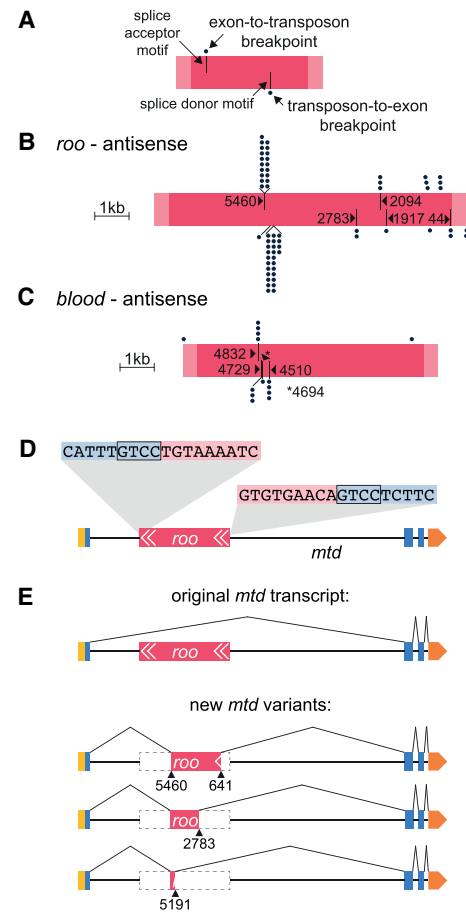 A
splice
acceptor
motif
exon-to-transposon
breakpoint
splice donor motif
transposon-to-exon
breakpoint
B
roo - antisense
1kb
5460
2094
2783
1917 44
C
blood - antisense
1kb
4832
*
4729
4510
*4694
D
CATTTGTCCTGTAAAATC
GTGTGAACAGTCCTCTTC
roo
mtd
E
original mtd transcript:
roo
new mtd variants:
roo
5460
641
roo
2783
5191